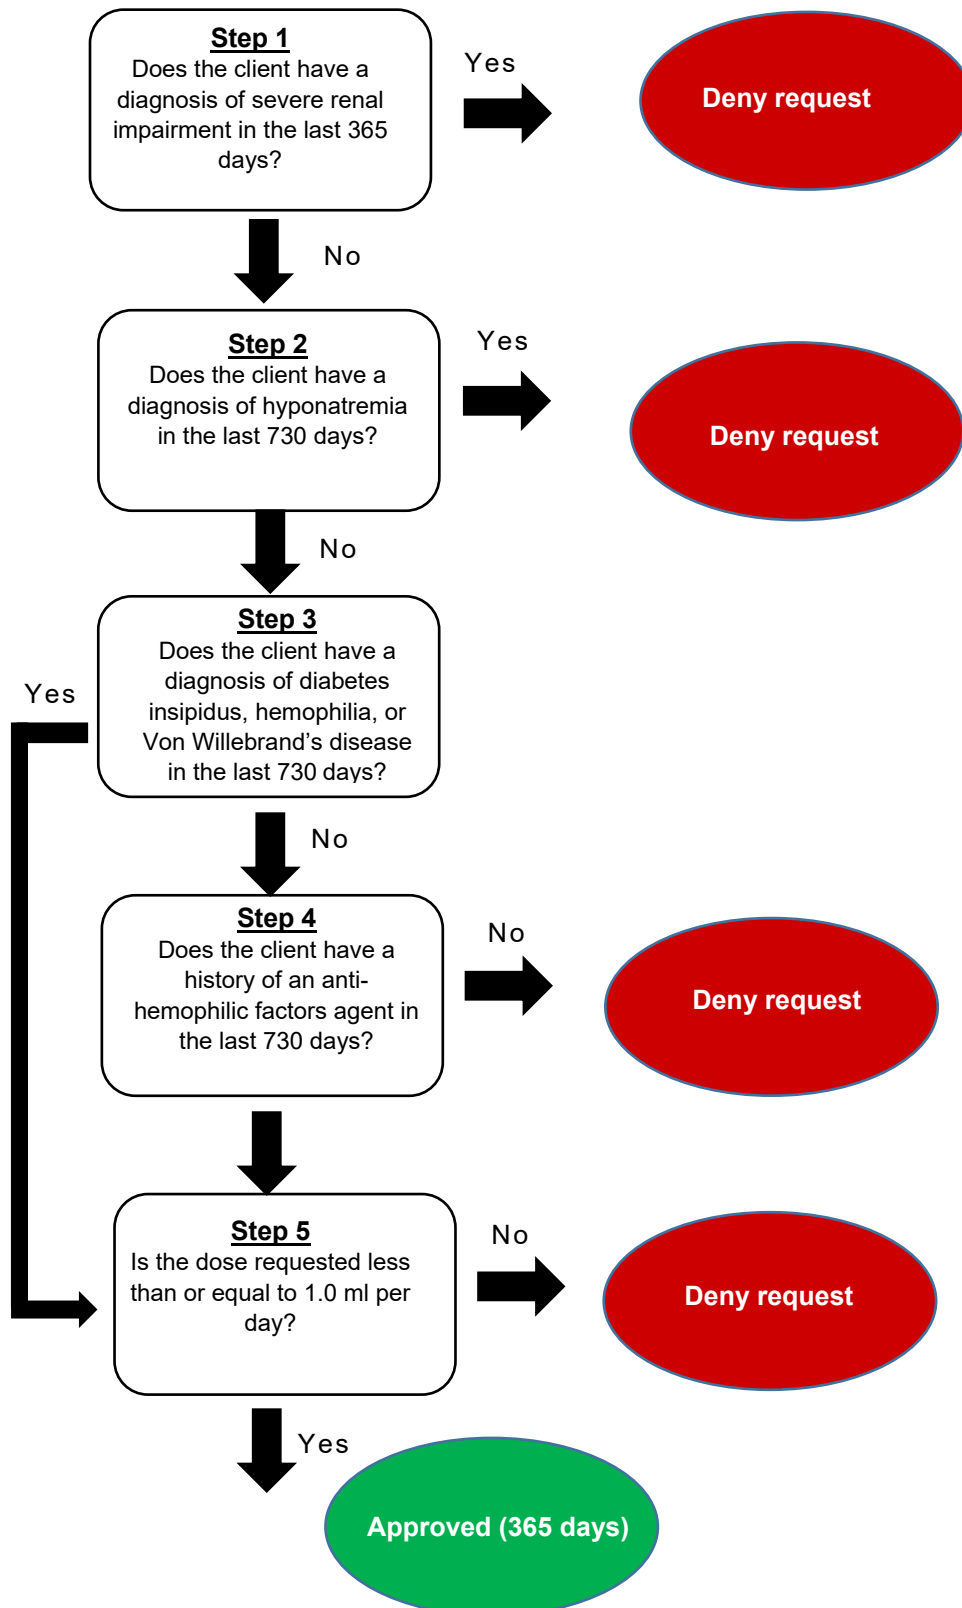 Step 1
Does the client have a
diagnosis of severe renal
impairment in the last 365
days?
Yes
Deny request
No
Step 2
Does the client have a
diagnosis of hyponatremia
in the last 730 days?
Yes
Deny request
No
Step 3
Does the client have a
diagnosis of diabetes
insipidus, hemophilia, or
Von Willebrand’s disease
in the last 730 days?
Yes
No
Step 4
Does the client have a
history of an anti-
hemophilic factors agent in
the last 730 days?
No
Deny request
Step 5
Is the dose requested less
than or equal to 1.0 ml per
day?
No
Deny request
Yes
Approved (365 days)